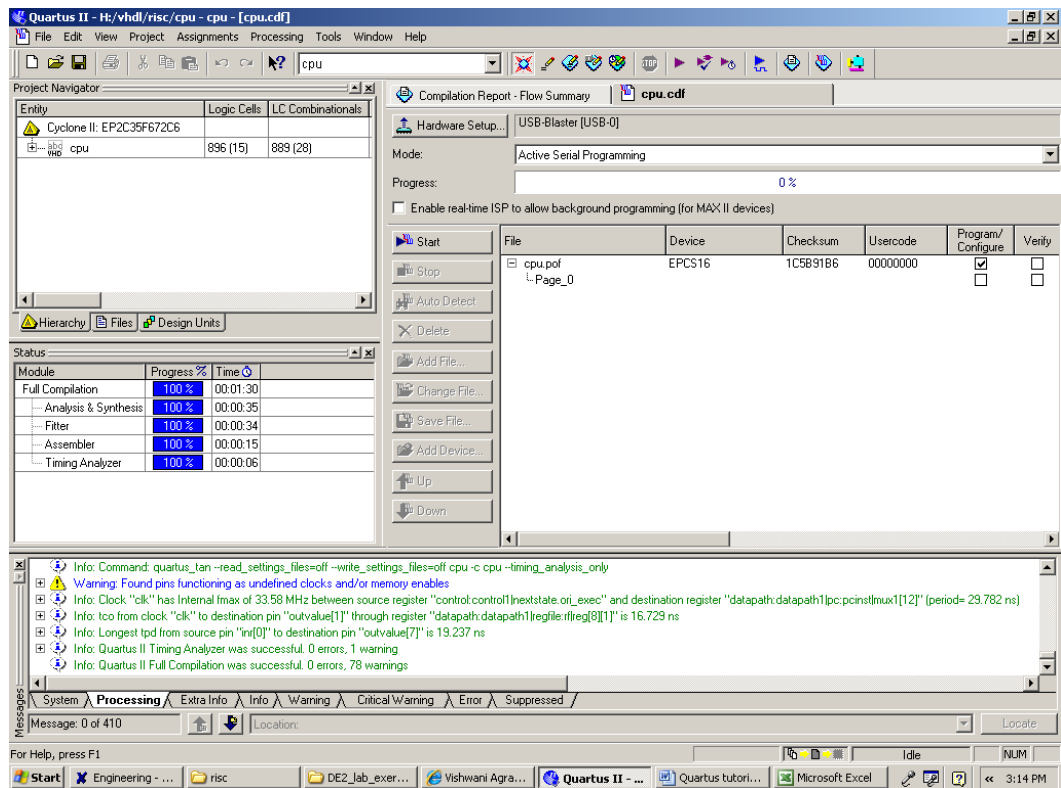 Quartus II - H:/vhdl/risc/cpu - cpu - [cpu.cdf]
File Edit View Project Assignments Processing Tools Window Help
cpu
Project Navigator
Entity Logic Cells LC Combinationals
Cyclone II: EP2C35F672C6
abd VHD cpu 896 (15) 889 (28)
Hierarchy Files Design Units
Status
Module Progress % Time
Full Compilation 100 % 00:01:30
Analysis & Synthesis 100 % 00:00:35
Fitter 100 % 00:00:34
Assembler 100 % 00:00:15
Timing Analyzer 100 % 00:00:06
Compilation Report - Flow Summary cpu.cdf
Hardware Setup... USB-Blaster [USB-0]
Mode: Active Serial Programming
Progress: 0 %
Enable real-time ISP to allow background programming (for MAX II devices)
Start
Stop
Auto Detect
Delete
Add File...
Change File...
Save File...
Add Device...
Up
Down
File Device Checksum Usercode Program/ Configure Verify
cpu.pof EPCS16 1C5B91B6 00000000
Page_0
Info: Command: quartus_tan --read_settings_files=off --write_settings_files=off cpu -c cpu --timing_analysis_only
Warning: Found pins functioning as undefined clocks and/or memory enables
Info: Clock "clk" has Internal fmax of 33.58 MHz between source register "control:control1|nextstate.ori_exec" and destination register "datapath:datapath1|pc:pcinst|mux1[12]" (period= 29.782 ns)
Info: tco from clock "clk" to destination pin "outvalue[1]" through register "datapath:datapath1|regfile:rf|reg[8][1]" is 16.729 ns
Info: Longest tpd from source pin "inr[0]" to destination pin "outvalue[7]" is 19.237 ns
Info: Quartus II Timing Analyzer was successful. 0 errors, 1 warning
Info: Quartus II Full Compilation was successful. 0 errors, 78 warnings
System Processing Extra Info Info Warning Critical Warning Error Suppressed
Messages
Message: 0 of 410 Location: Locate
For Help, press F1 Idle NUM
Start Engineering - ... risc DE2_lab_exer... Vishwani Agra... Quartus II - ... Quartus tutori... Microsoft Excel « 3:14 PM